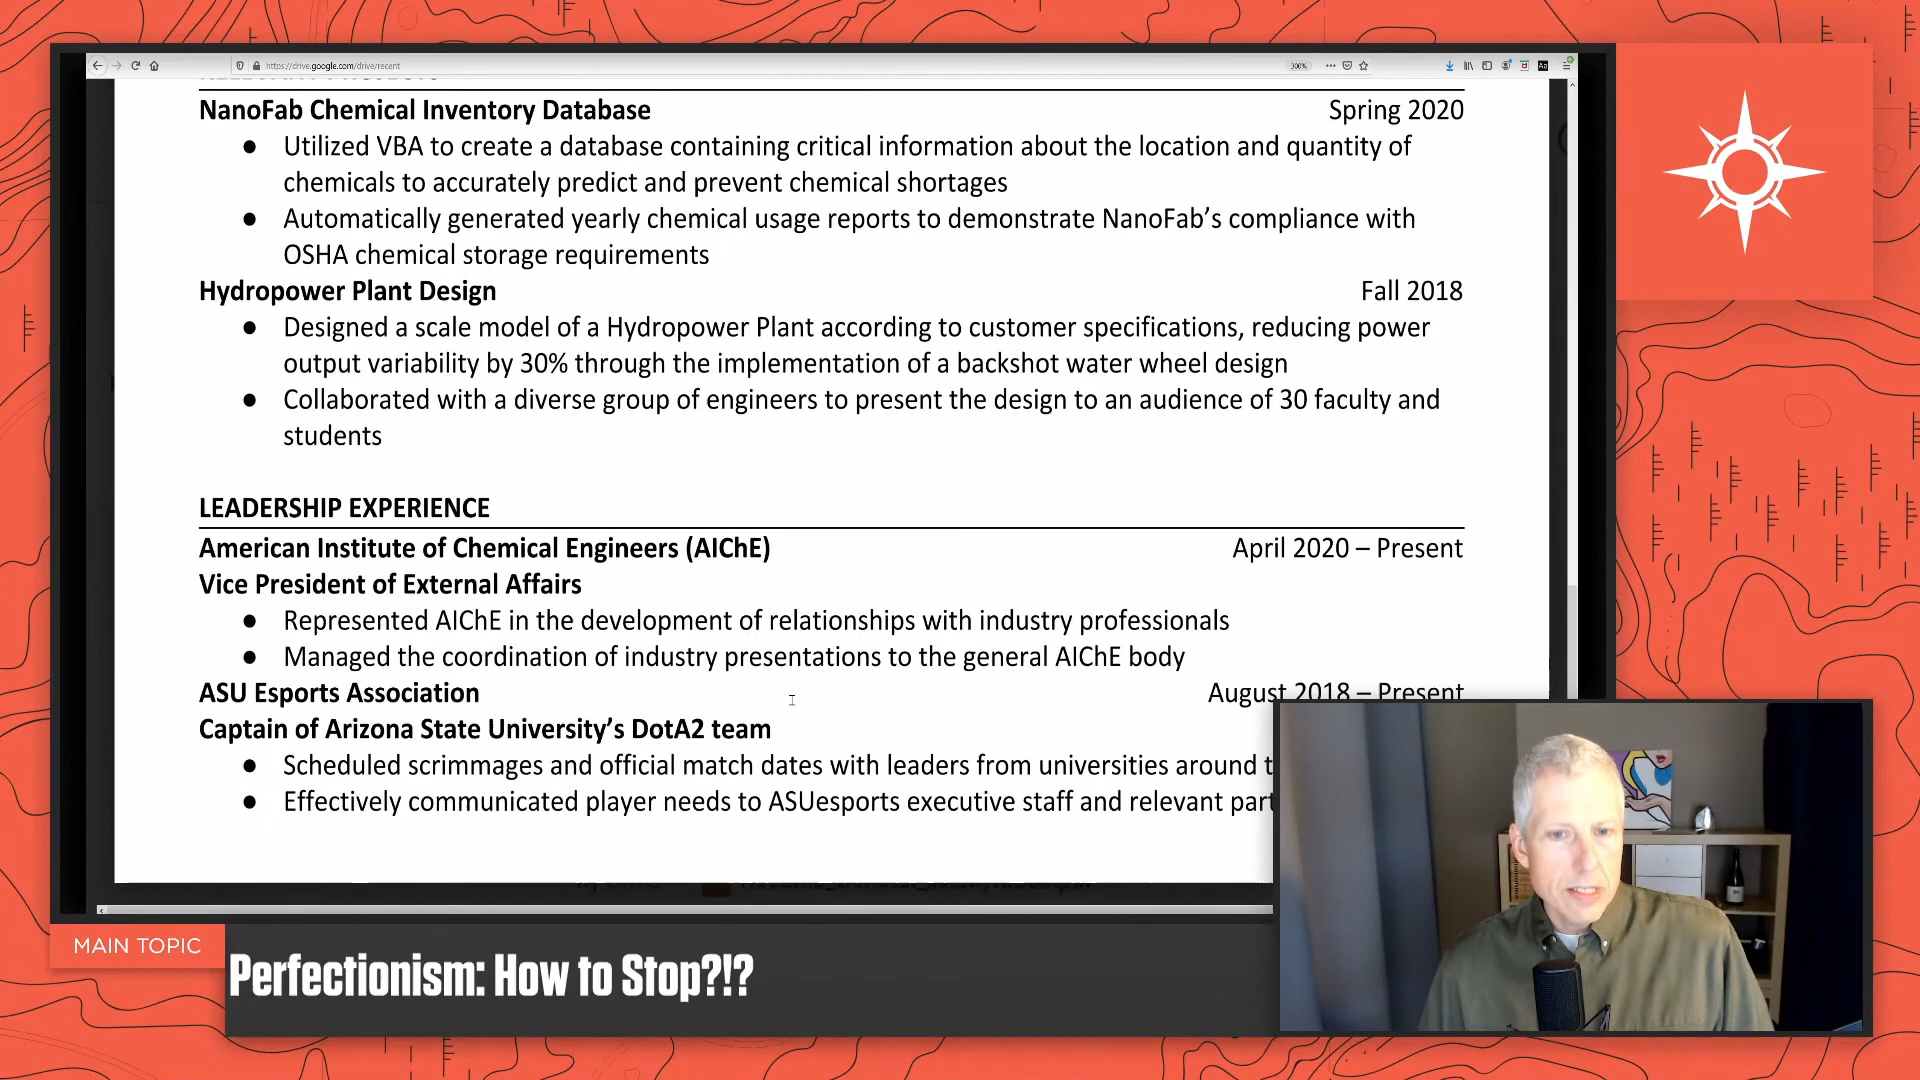 https://drive.google.com/drive/recent
300%
NanoFab Chemical Inventory Database Spring 2020
● Utilized VBA to create a database containing critical information about the location and quantity of
chemicals to accurately predict and prevent chemical shortages
● Automatically generated yearly chemical usage reports to demonstrate NanoFab’s compliance with
OSHA chemical storage requirements
Hydropower Plant Design Fall 2018
● Designed a scale model of a Hydropower Plant according to customer specifications, reducing power
output variability by 30% through the implementation of a backshot water wheel design
● Collaborated with a diverse group of engineers to present the design to an audience of 30 faculty and
students
LEADERSHIP EXPERIENCE
American Institute of Chemical Engineers (AIChE) April 2020 – Present
Vice President of External Affairs
● Represented AIChE in the development of relationships with industry professionals
● Managed the coordination of industry presentations to the general AIChE body
ASU Esports Association August 2018 – Present
Captain of Arizona State University’s DotA2 team
● Scheduled scrimmages and official match dates with leaders from universities around
● Effectively communicated player needs to ASUesports executive staff and relevant
MAIN TOPIC
Perfectionism: How to Stop?!?